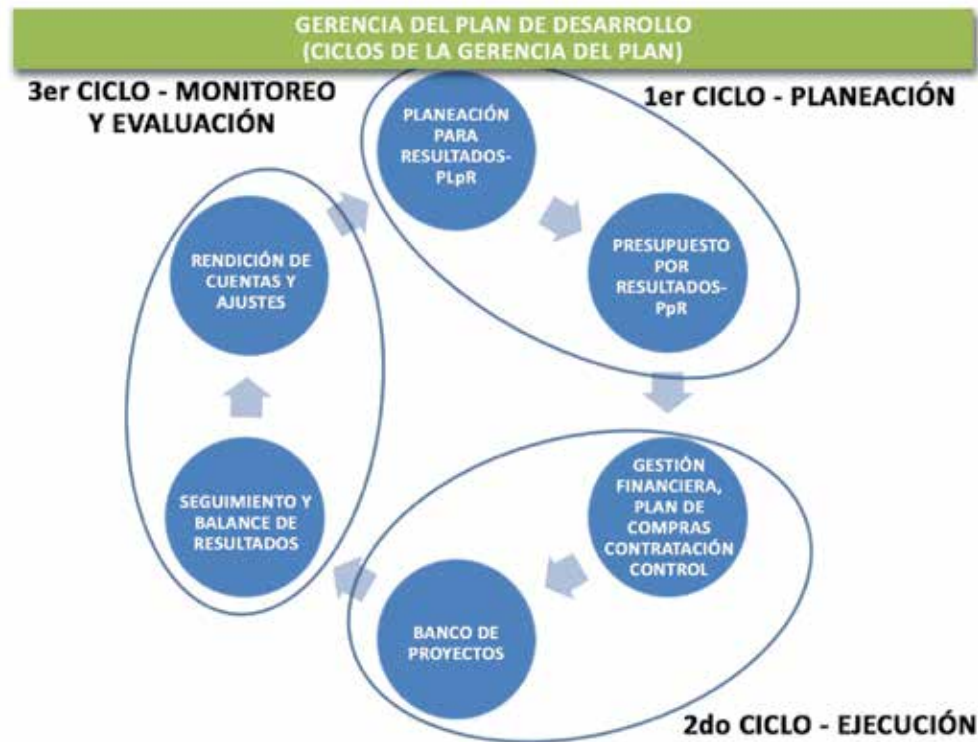 GERENCIA DEL PLAN DE DESARROLLO
(CICLOS DE LA GERENCIA DEL PLAN)
3er CICLO - MONITOREO
Y EVALUACIÓN
1er CICLO - PLANEACIÓN
PLANEACIÓN
PARA
RESULTADOS-
PLpR
PRESUPUESTO
POR
RESULTADOS-
PpR
GESTIÓN
FINANCIERA,
PLAN DE
COMPRAS
CONTRATACIÓN
CONTROL
BANCO DE
PROYECTOS
SEGUIMIENTO Y
BALANCE DE
RESULTADOS
RENDICIÓN DE
CUENTAS Y
AJUSTES
2do CICLO - EJECUCIÓN